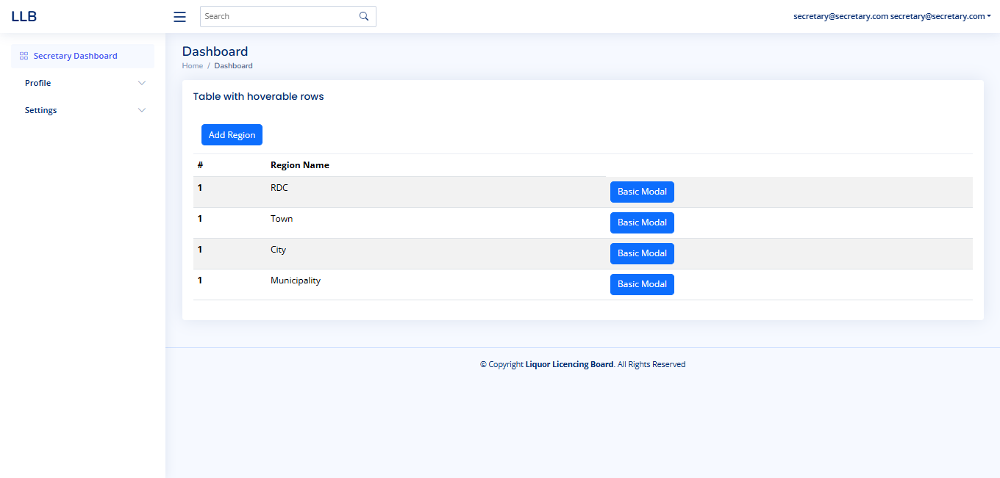 LLB
Search
secretary@secretary.com secretary@secretary.com
Secretary Dashboard
Profile
Settings
Dashboard
Home / Dashboard
Table with hoverable rows
Add Region
# Region Name
1 RDC Basic Modal
1 Town Basic Modal
1 City Basic Modal
1 Municipality Basic Modal
© Copyright Liquor Licencing Board. All Rights Reserved